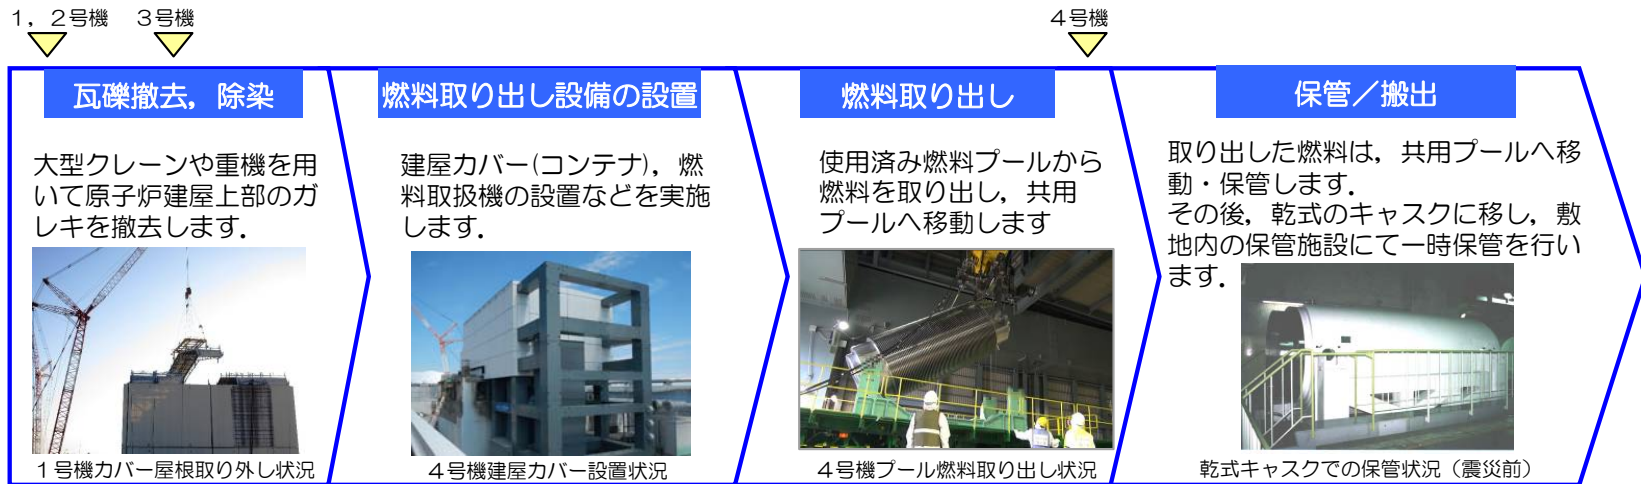 １，２号機　３号機
４号機
瓦礫撤去，除染
大型クレーンや重機を用
いて原子炉建屋上部のガ
レキを撤去します．
１号機カバー屋根取り外し状況
燃料取り出し設備の設置
建屋カバー(コンテナ)，燃
料取扱機の設置などを実施
します．
４号機建屋カバー設置状況
燃料取り出し
使用済み燃料プールから
燃料を取り出し，共用
プールへ移動します
４号機プール燃料取り出し状況
保管／搬出
取り出した燃料は，共用プールへ移
動・保管します．
その後，乾式のキャスクに移し，敷
地内の保管施設にて一時保管を行い
ます．
乾式キャスクでの保管状況（震災前）